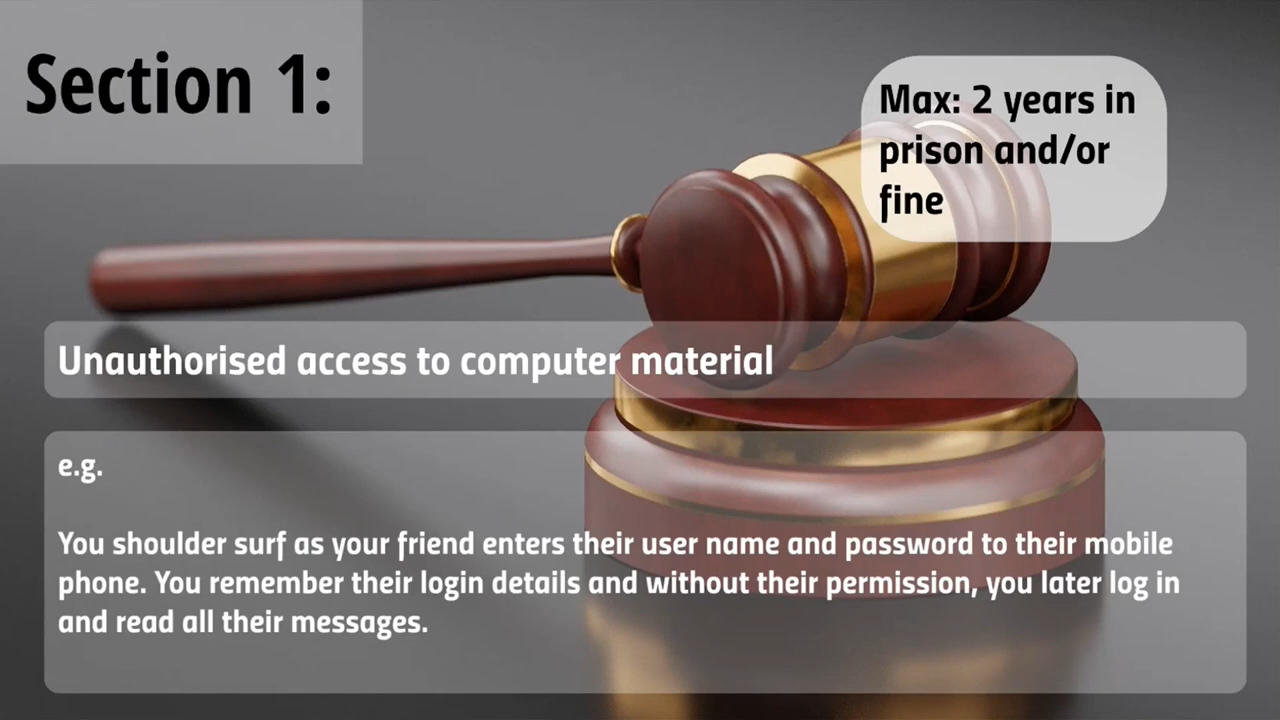 Section 1:
Max: 2 years in
prison and/or
fine
Unauthorised access to computer material
e.g.
You shoulder surf as your friend enters their user name and password to their mobile
phone. You remember their login details and without their permission, you later log in
and read all their messages.